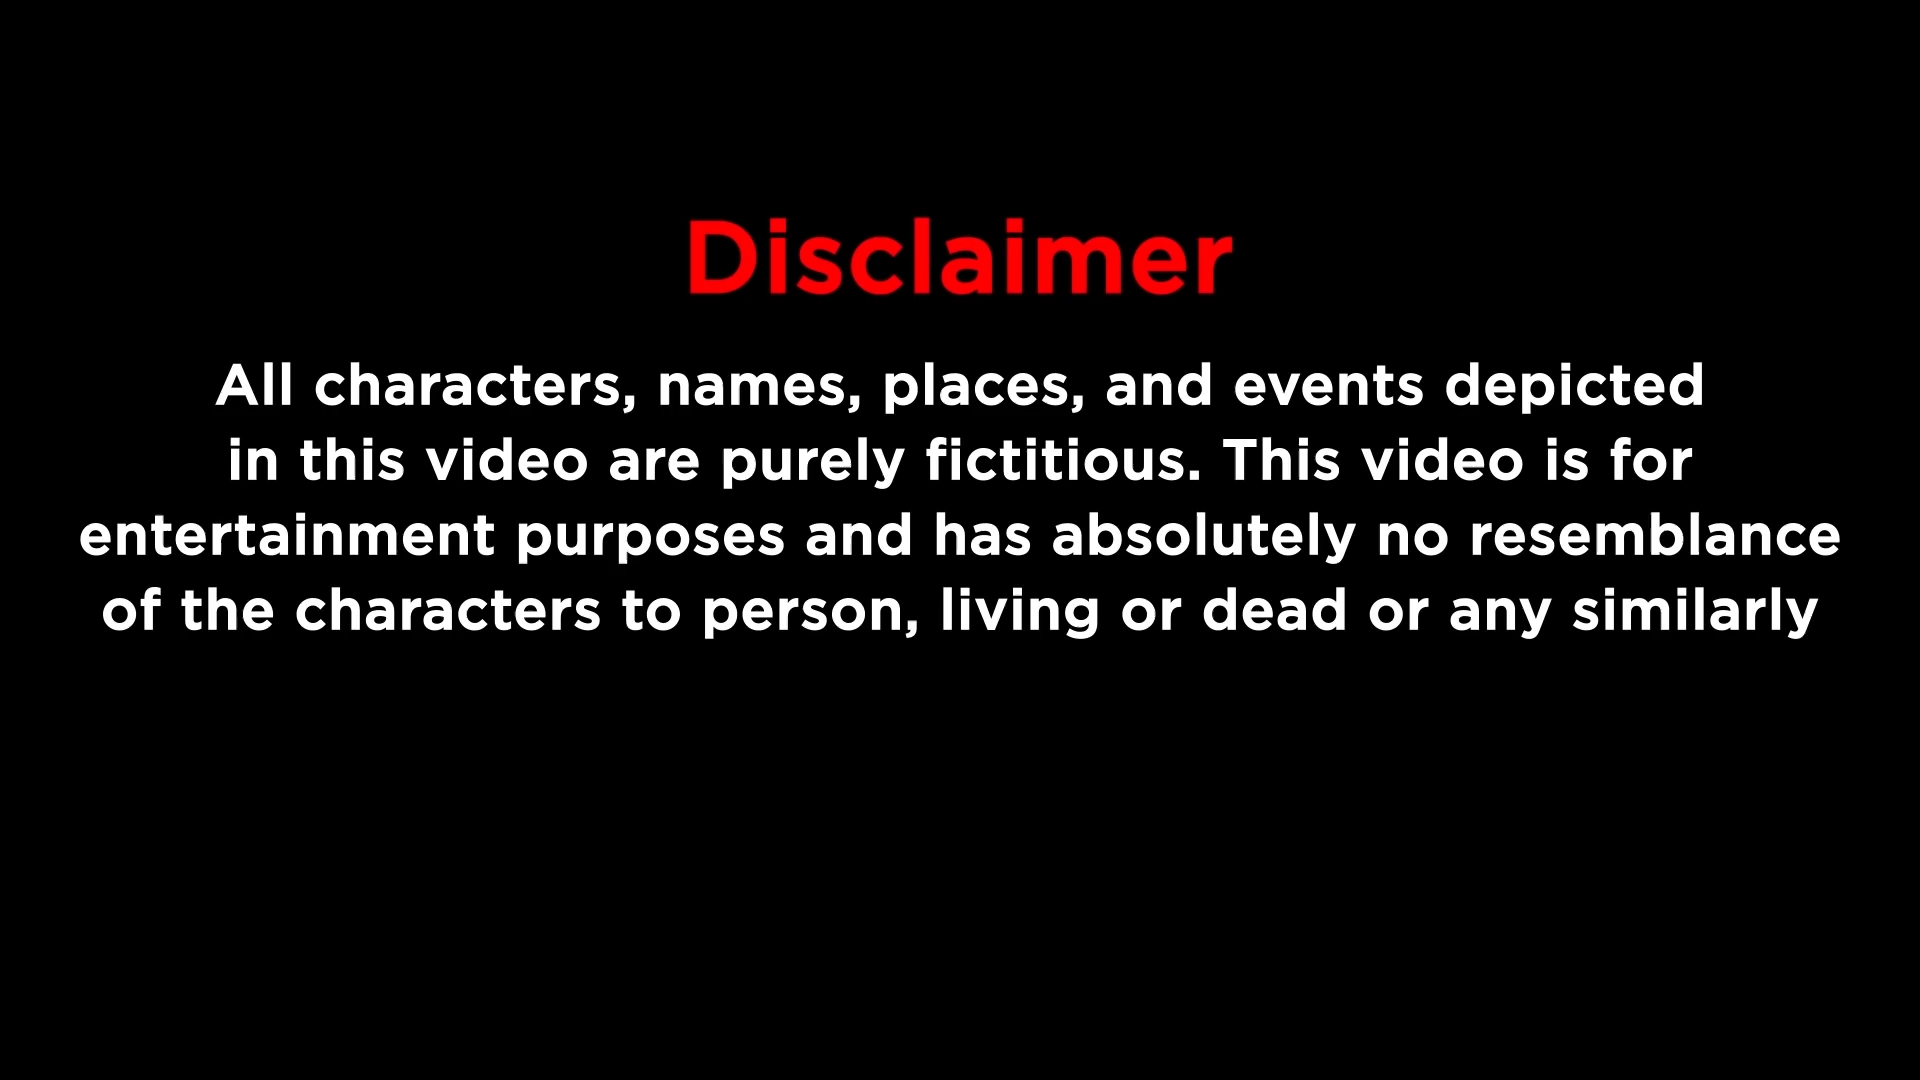 Disclaimer
All characters, names, places, and events depicted
in this video are purely fictitious. This video is for
entertainment purposes and has absolutely no resemblance
of the characters to person, living or dead or any similarly